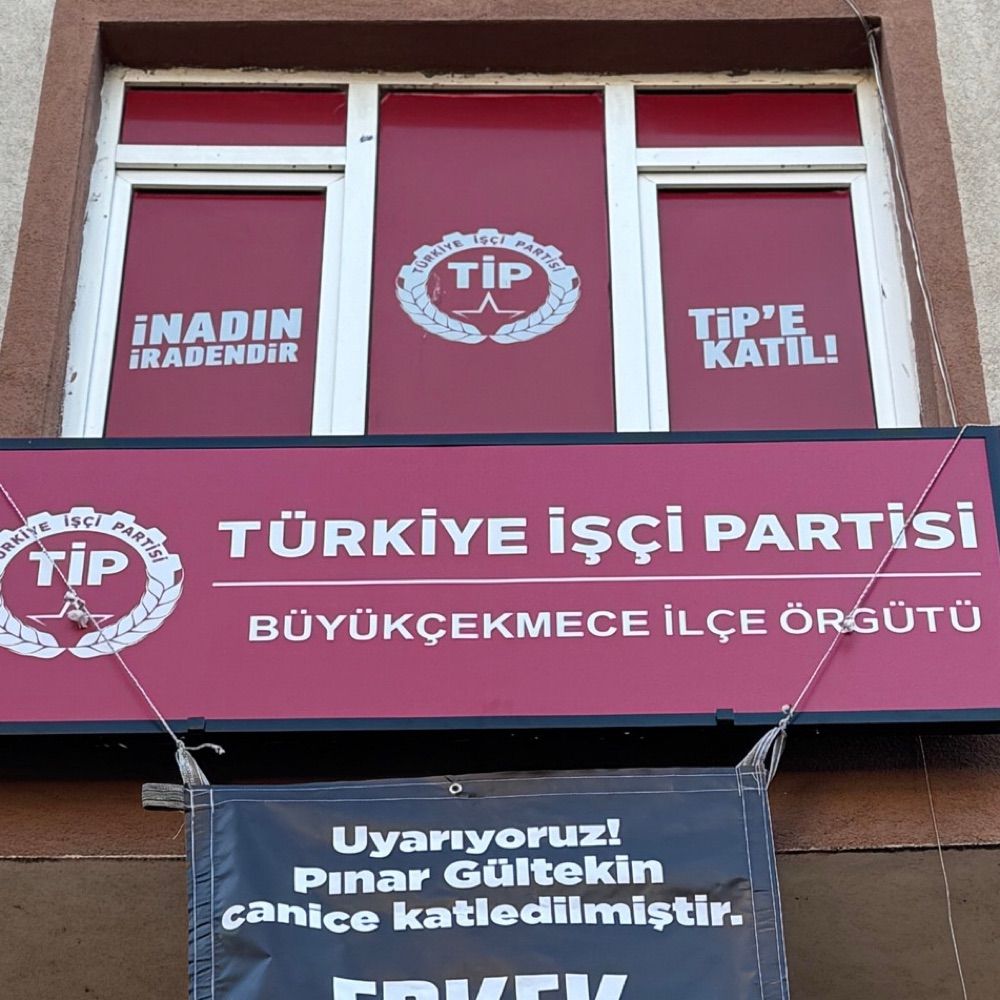 TÜRKİYE İŞÇİ PARTİSİ
TİP
İNADIN
İRADENDİR
TİP'E
KATIL!
TÜRKİYE İŞÇİ PARTİSİ
TİP
TÜRKİYE İŞÇİ PARTİSİ
BÜYÜKÇEKMECE İLÇE ÖRGÜTÜ
Uyarıyoruz!
Pınar Gültekin
canice katledilmiştir.
ERKEK